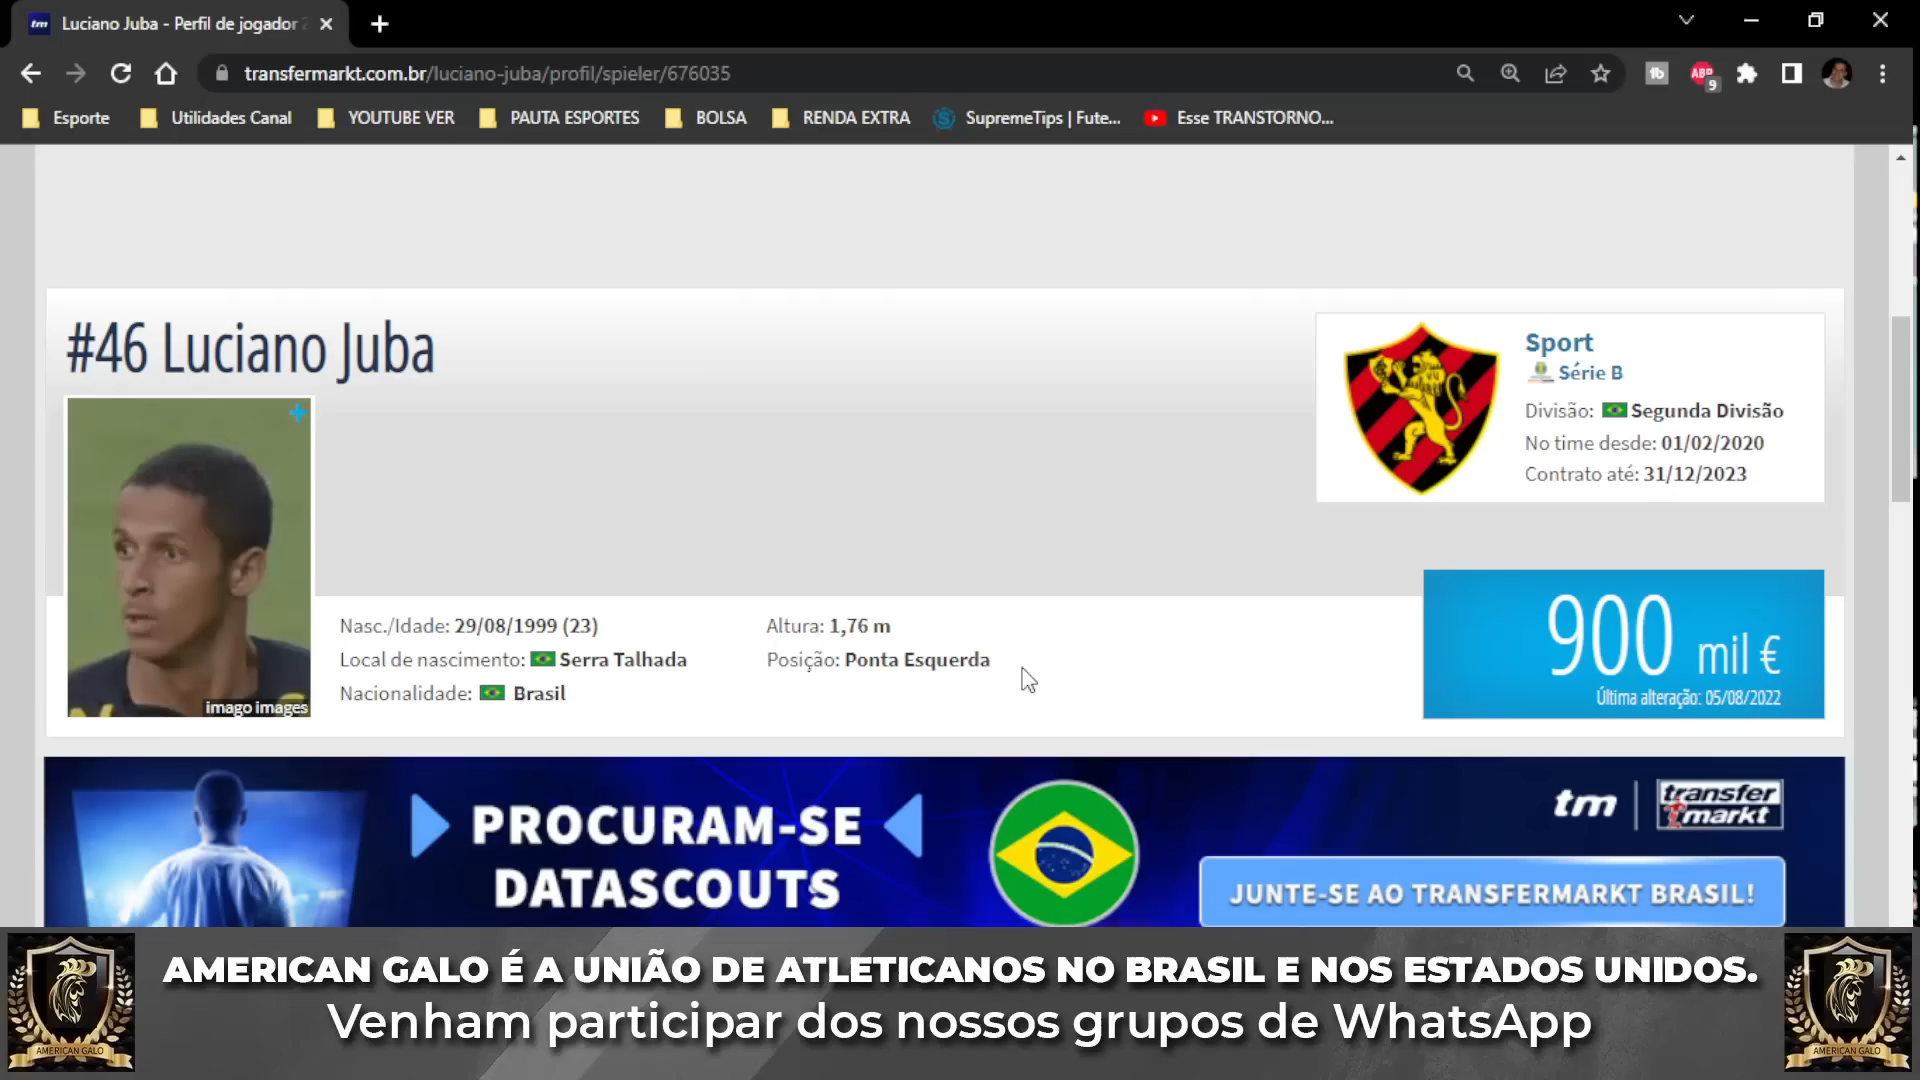 tm Luciano Juba - Perfil de jogador
transfermarkt.com.br/luciano-juba/profil/spieler/676035
tb
ABP
9
Esporte
Utilidades Canal
YOUTUBE VER
PAUTA ESPORTES
BOLSA
RENDA EXTRA
SupremeTips | Fute...
Esse TRANSTORNO...
#46 Luciano Juba
Sport
Série B
Divisão: Segunda Divisão
No time desde: 01/02/2020
Contrato até: 31/12/2023
imago images
Nasc./Idade: 29/08/1999 (23)
Local de nascimento: Serra Talhada
Nacionalidade: Brasil
Altura: 1,76 m
Posição: Ponta Esquerda
900 mil €
Última alteração: 05/08/2022
PROCURAM-SE
DATASCOUTS
tm
transfer
markt
JUNTE-SE AO TRANSFERMARKT BRASIL!
AMERICAN GALO É A UNIÃO DE ATLETICANOS NO BRASIL E NOS ESTADOS UNIDOS.
Venham participar dos nossos grupos de WhatsApp
AMERICAN GALO
AMERICAN GALO